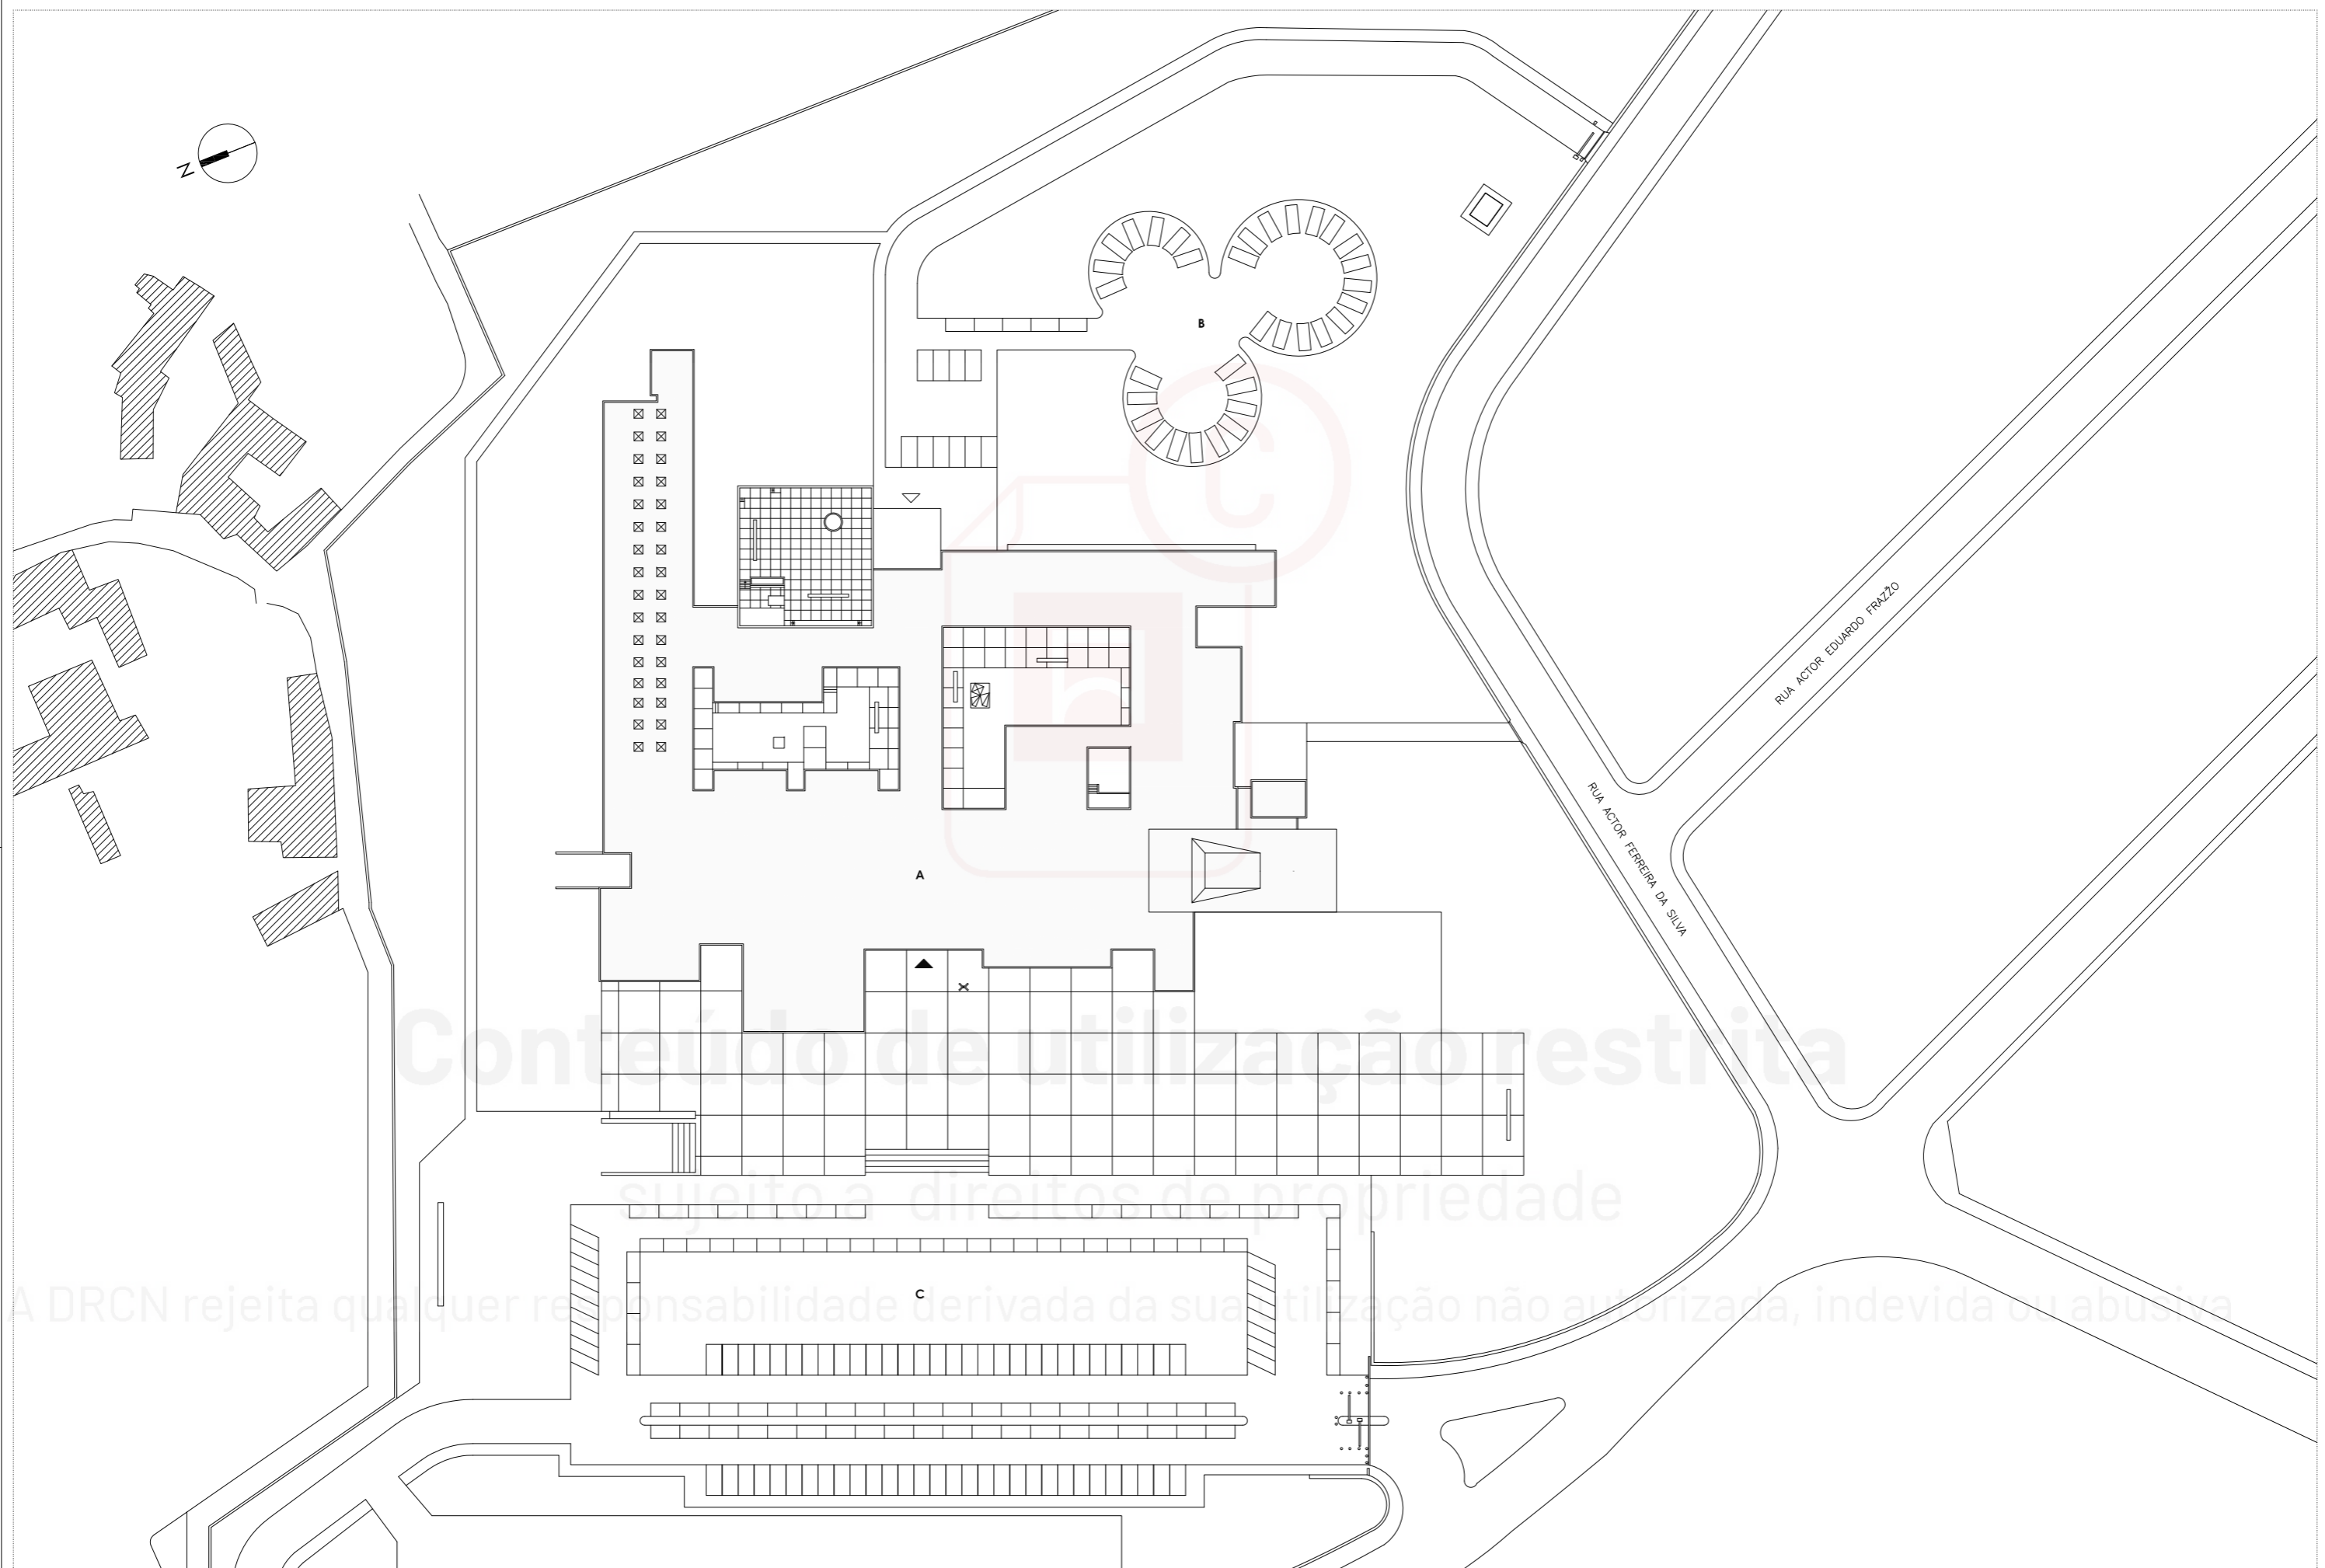 N
B
RUA ACTOR EDUARDO FRAZÃO
RUA ACTOR FERREIRA DA SILVA
A
Conteúdo de utilização restrita
sujeito a direitos de propriedade
C
A DRCN rejeita qualquer responsabilidade derivada da sua utilização não autorizada, indevida ou abusiva